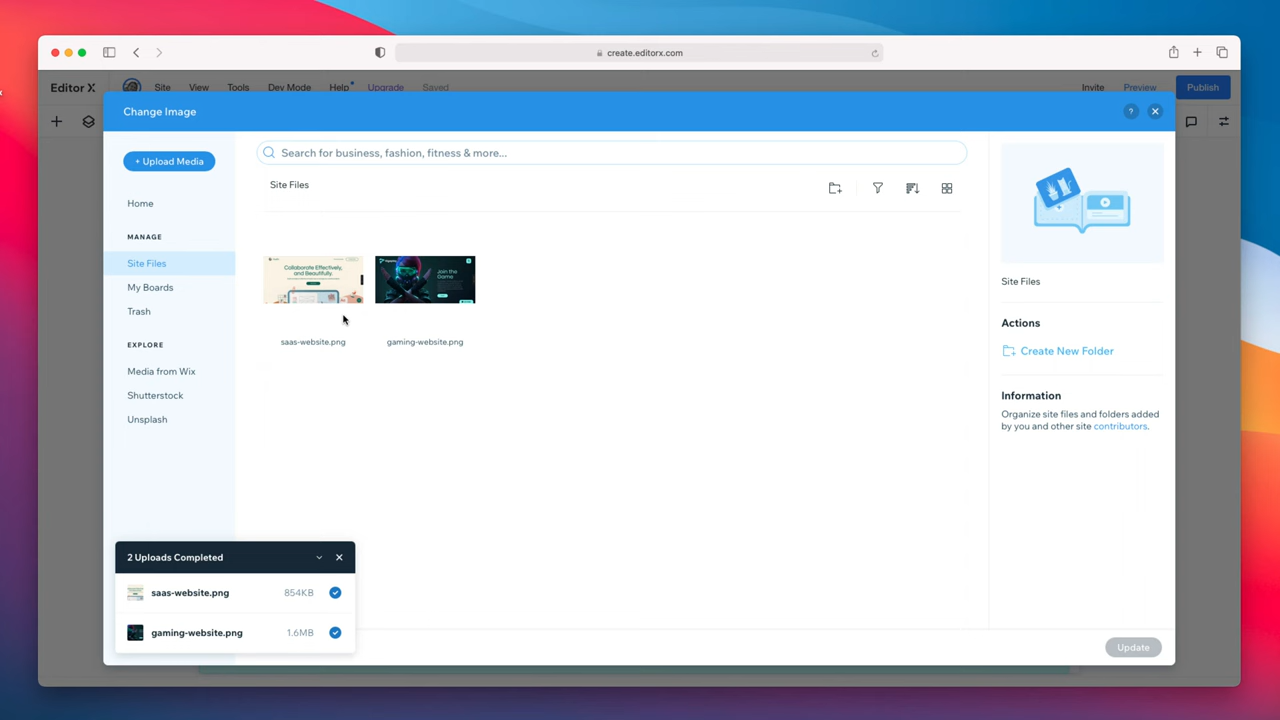 create.editorx.com
Editor X
Site
View
Tools
Dev Mode
Help
Upgrade
Saved
Invite
Preview
Publish
Change Image
?
+ Upload Media
Search for business, fashion, fitness & more...
Home
Site Files
MANAGE
Site Files
My Boards
Trash
EXPLORE
Media from Wix
Shutterstock
Unsplash
Collaborate Effectively,
and Beautifully.
Join the
Game
saas-website.png
gaming-website.png
Site Files
Actions
Create New Folder
Information
Organize site files and folders added
by you and other site contributors.
2 Uploads Completed
saas-website.png 854KB
gaming-website.png 1.6MB
Update